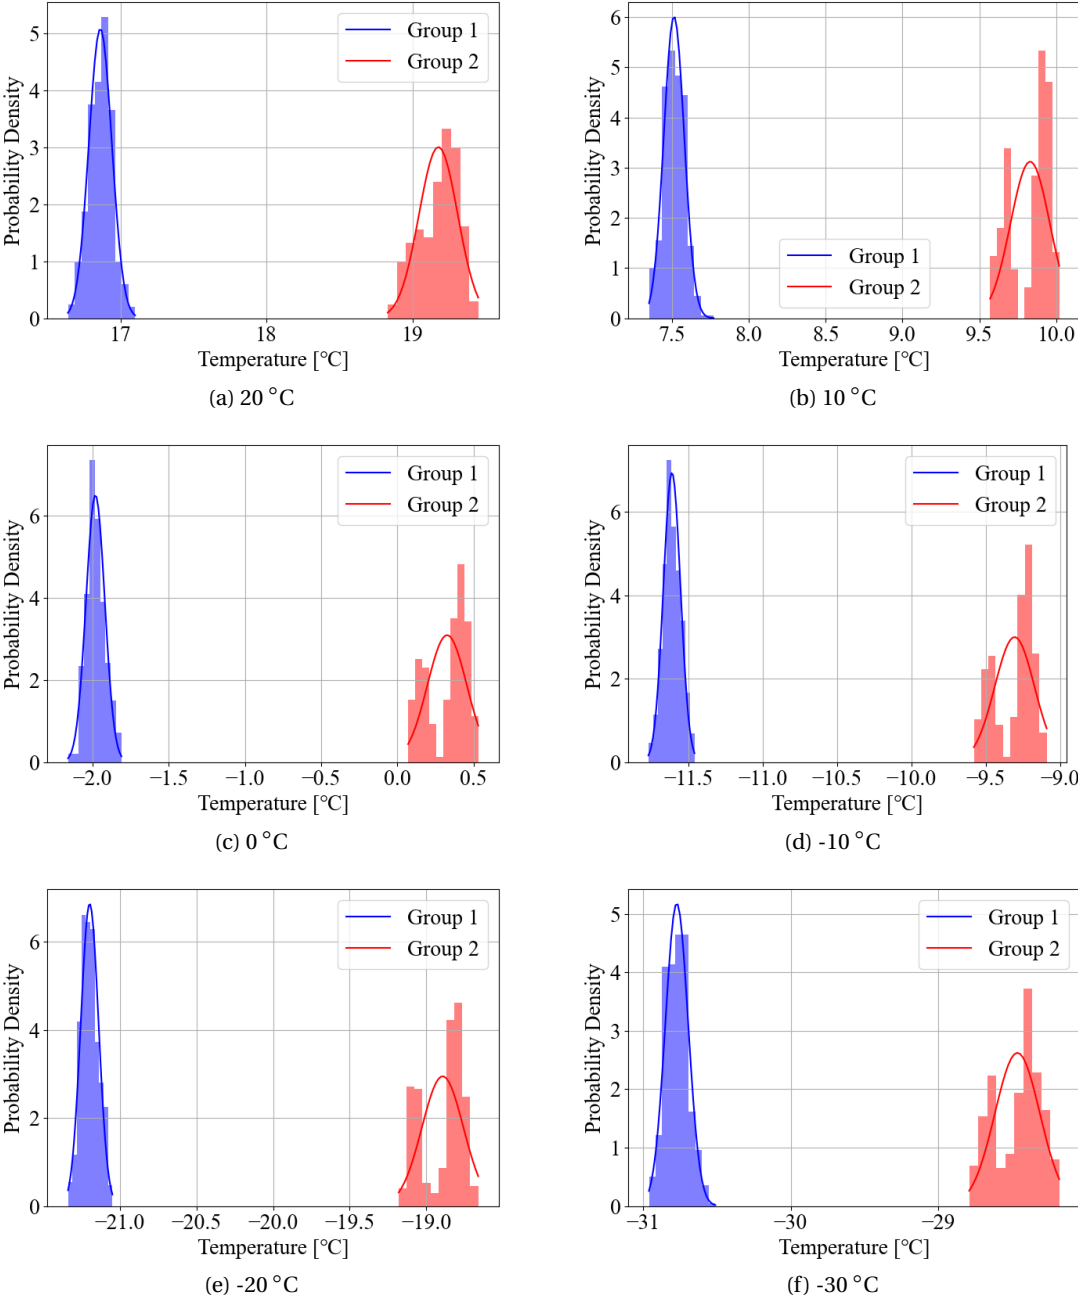 Probability Density
5
4
3
2
1
0
Group 1
Group 2
17 18 19
Temperature [°C]
(a) 20 °C
Probability Density
6
5
4
3
2
1
0
Group 1
Group 2
7.5 8.0 8.5 9.0 9.5 10.0
Temperature [°C]
(b) 10 °C
Probability Density
6
4
2
0
Group 1
Group 2
−2.0 −1.5 −1.0 −0.5 0.0 0.5
Temperature [°C]
(c) 0 °C
Probability Density
6
4
2
0
Group 1
Group 2
−11.5 −11.0 −10.5 −10.0 −9.5 −9.0
Temperature [°C]
(d) -10 °C
Probability Density
6
4
2
0
Group 1
Group 2
−21.0 −20.5 −20.0 −19.5 −19.0
Temperature [°C]
(e) -20 °C
Probability Density
5
4
3
2
1
0
Group 1
Group 2
−31 −30 −29
Temperature [°C]
(f) -30 °C